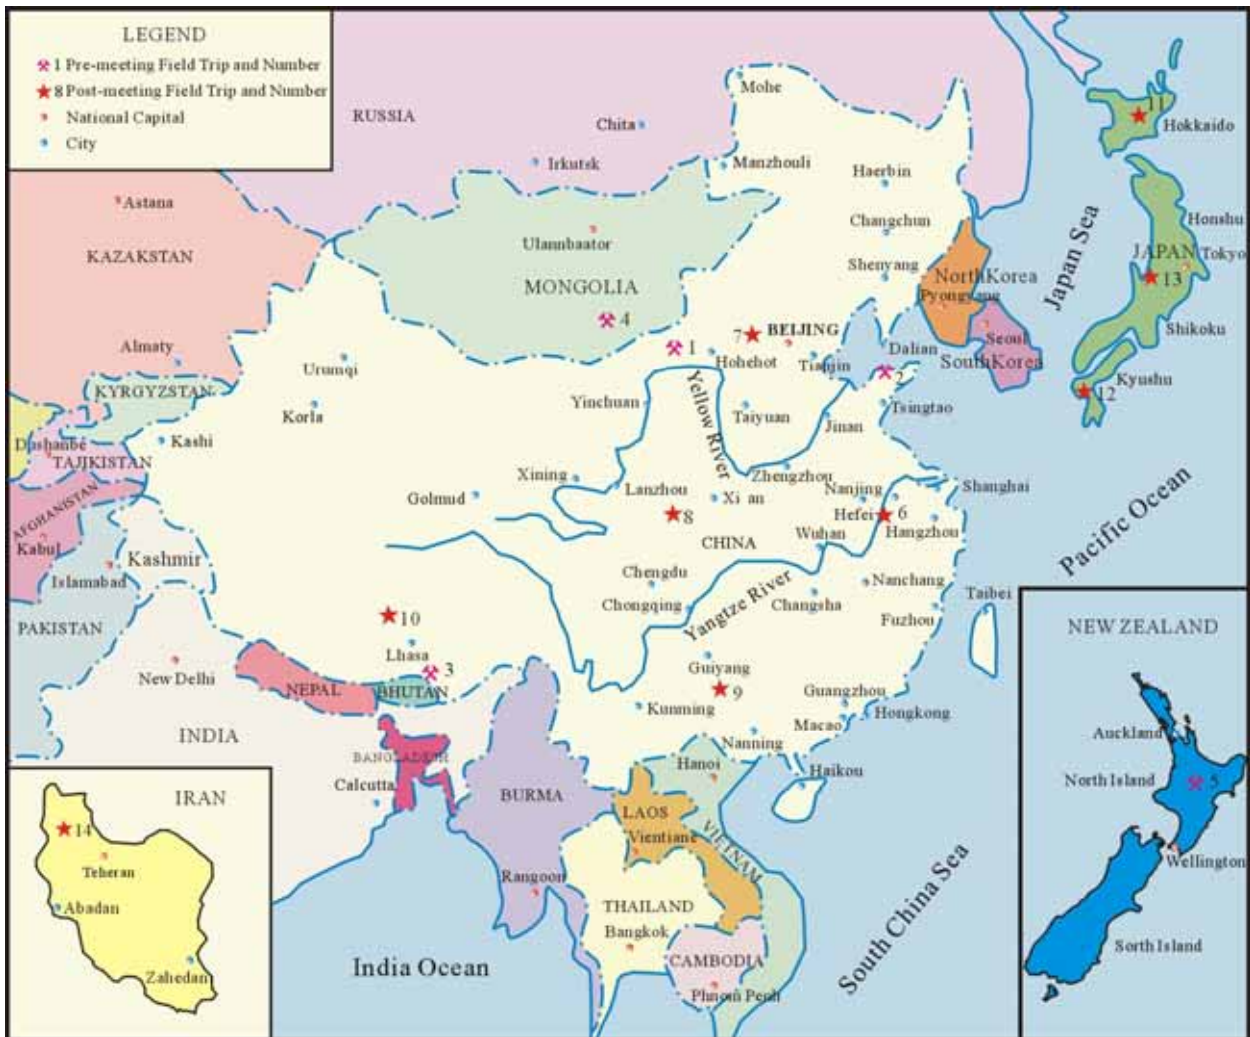 LEGEND
1 Pre-meeting Field Trip and Number
8 Post-meeting Field Trip and Number
National Capital
City
RUSSIA
Chita
Irkutsk
Mohe
Manzhouli
Haerbin
Changchun
Shenyang
11
Hokkaido
Honshu
JAPAN
Tokyo
13
Shikoku
Kyushu
12
Japan Sea
Astana
KAZAKSTAN
Almaty
KYRGYZSTAN
Ulannbaator
MONGOLIA
4
NorthKorea
Pyongyang
Seoul
SouthKorea
7
BEIJING
1
Hohehot
Tianjin
Dalian
2
Tsingtao
Urumqi
Korla
Kashi
Yinchuan
Yellow River
Taiyuan
Jinan
Dushanbé
TAJIKISTAN
AFGHANISTAN
Kabul
Islamabad
Kashmir
PAKISTAN
Golmud
Xining
Lanzhou
Xi an
Zhengzhou
Nanjing
Shanghai
8
Hefei
6
Hangzhou
CHINA
Wuhan
Pacific Ocean
Chengdu
Chongqing
Yangtze River
Changsha
Nanchang
Fuzhou
Taibei
10
Lhasa
3
New Delhi
NEPAL
BHUTAN
Guiyang
9
Kunming
Guangzhou
Macao
Hongkong
Nanning
Haikou
INDIA
BANGLADECH
Calcutta
BURMA
Rangoon
Hanoi
LAOS
Vientiane
VIETNAM
THAILAND
Bangkok
CAMBODIA
Phnom Penh
India Ocean
South China Sea
IRAN
14
Teheran
Abadan
Zahedan
NEW ZEALAND
Auckland
North Island
5
Wellington
Sorth Island